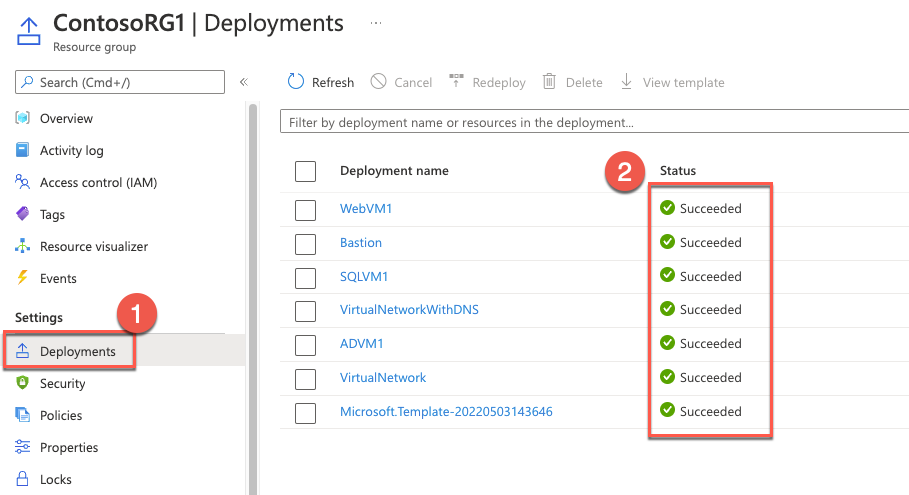 ContosoRG1 | Deployments ...
Resource group
Search (Cmd+/)
«
Refresh
Cancel
Redeploy
Delete
View template
Overview
Activity log
Access control (IAM)
Tags
Resource visualizer
Events
Settings
1
Deployments
Security
Policies
Properties
Locks
Filter by deployment name or resources in the deployment...
2
Deployment name Status
WebVM1 Succeeded
Bastion Succeeded
SQLVM1 Succeeded
VirtualNetworkWithDNS Succeeded
ADVM1 Succeeded
VirtualNetwork Succeeded
Microsoft.Template-20220503143646 Succeeded